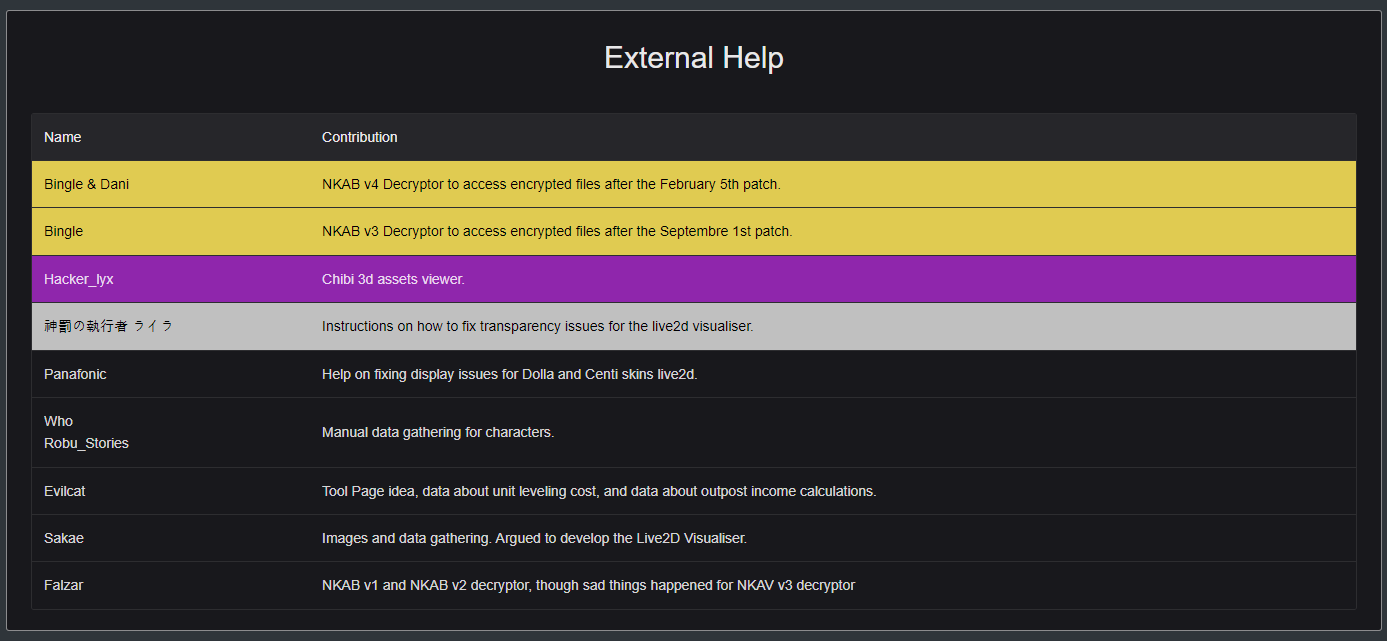 External Help
Name Contribution
Bingle & Dani NKAB v4 Decryptor to access encrypted files after the February 5th patch.
Bingle NKAB v3 Decryptor to access encrypted files after the Septembre 1st patch.
Hacker_lyx Chibi 3d assets viewer.
神罰の執行者 ライラ Instructions on how to fix transparency issues for the live2d visualiser.
Panafonic Help on fixing display issues for Dolla and Centi skins live2d.
Who
Robu_Stories
Manual data gathering for characters.
Evilcat Tool Page idea, data about unit leveling cost, and data about outpost income calculations.
Sakae Images and data gathering. Argued to develop the Live2D Visualiser.
Falzar NKAB v1 and NKAB v2 decryptor, though sad things happened for NKAV v3 decryptor